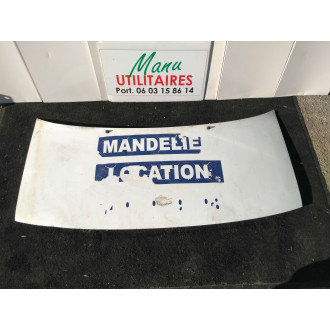 Manu
UTILITAIRES
Port. 06 03 15 86 14
MANDELIE
LOCATION